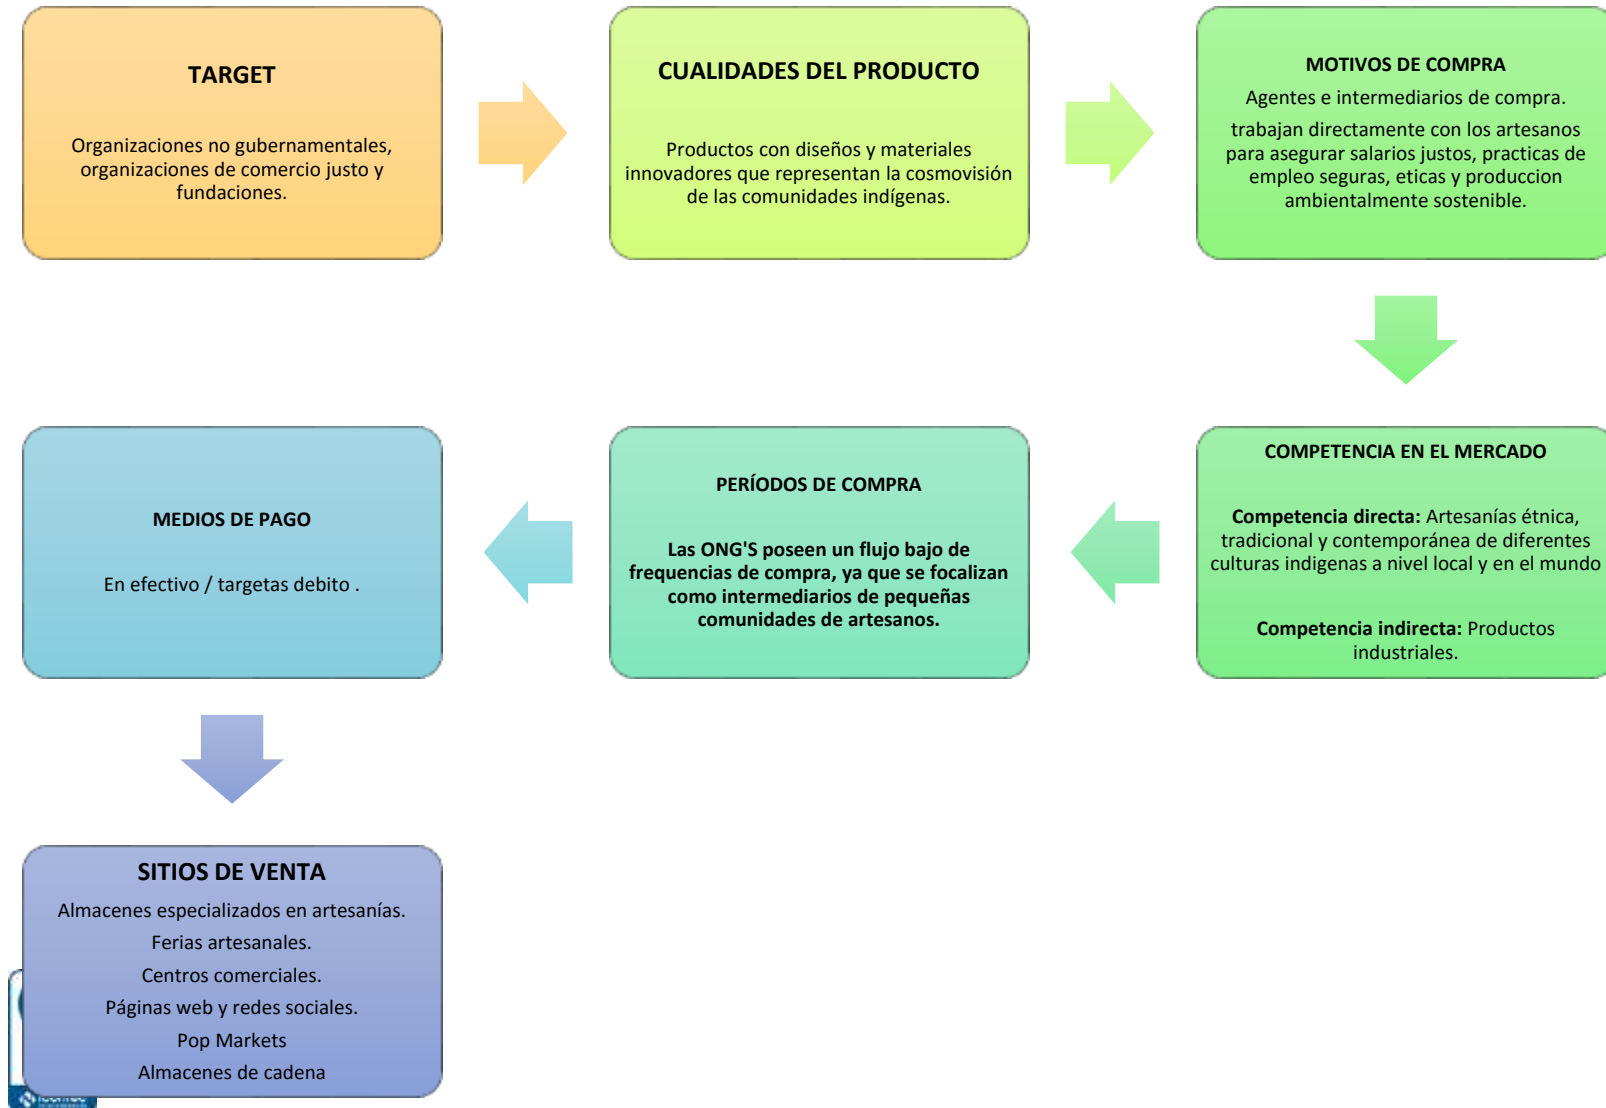 TARGET
Organizaciones no gubernamentales,
organizaciones de comercio justo y
fundaciones.
CUALIDADES DEL PRODUCTO
Productos con diseños y materiales
innovadores que representan la cosmovisión
de las comunidades indígenas.
MOTIVOS DE COMPRA
Agentes e intermediarios de compra.
trabajan directamente con los artesanos
para asegurar salarios justos, practicas de
empleo seguras, eticas y produccion
ambientalmente sostenible.
COMPETENCIA EN EL MERCADO
Competencia directa: Artesanías étnica,
tradicional y contemporánea de diferentes
culturas indigenas a nivel local y en el mundo
Competencia indirecta: Productos
industriales.
PERÍODOS DE COMPRA
Las ONG'S poseen un flujo bajo de
frequencias de compra, ya que se focalizan
como intermediarios de pequeñas
comunidades de artesanos.
MEDIOS DE PAGO
En efectivo / targetas debito .
SITIOS DE VENTA
Almacenes especializados en artesanías.
Ferias artesanales.
Centros comerciales.
Páginas web y redes sociales.
Pop Markets
Almacenes de cadena